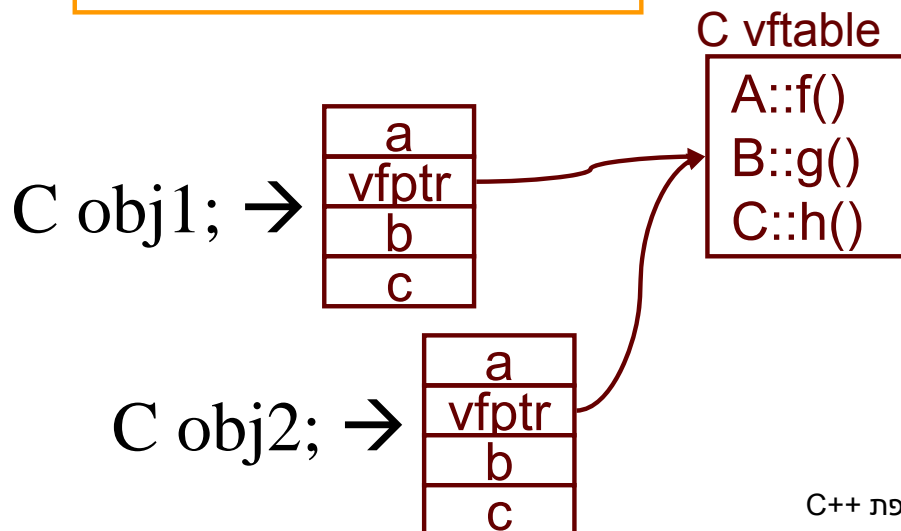 C vftable
A::f()
B::g()
C::h()
C obj1; →
a
vfptr
b
c
C obj2; →
a
vfptr
b
c
C++